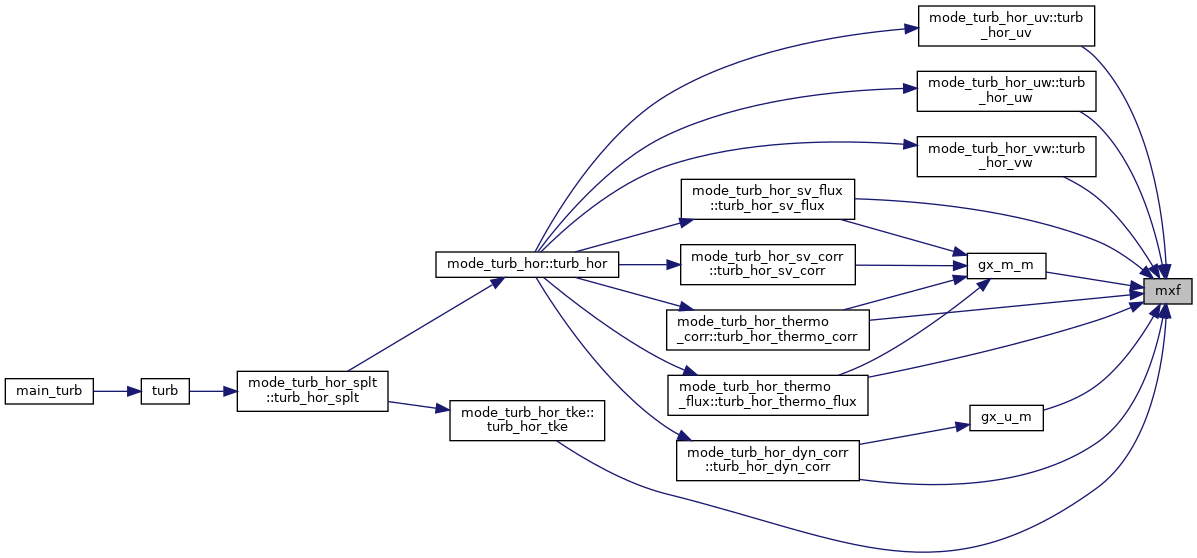 mode_turb_hor_uv::turb
_hor_uv
mode_turb_hor_uw::turb
_hor_uw
mode_turb_hor_vw::turb
_hor_vw
mode_turb_hor_sv_flux
::turb_hor_sv_flux
mode_turb_hor::turb_hor
mode_turb_hor_sv_corr
::turb_hor_sv_corr
gx_m_m
mxf
mode_turb_hor_thermo
_corr::turb_hor_thermo_corr
main_turb
turb
mode_turb_hor_splt
::turb_hor_splt
mode_turb_hor_thermo
_flux::turb_hor_thermo_flux
mode_turb_hor_tke::
turb_hor_tke
gx_u_m
mode_turb_hor_dyn_corr
::turb_hor_dyn_corr